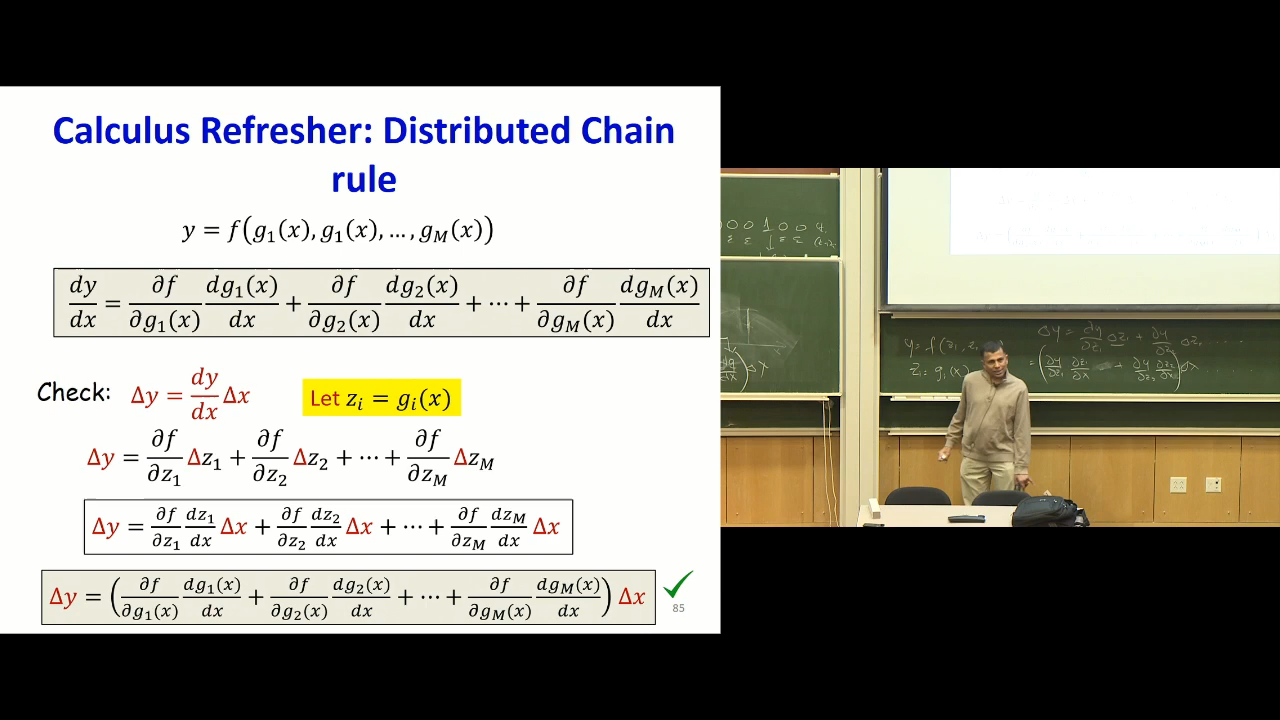 Calculus Refresher: Distributed Chain
rule
y = f(g₁(x), g₁(x), … , g_M(x))
dy/dx = ∂f/∂g₁(x) dg₁(x)/dx + ∂f/∂g₂(x) dg₂(x)/dx + ⋯ + ∂f/∂g_M(x) dg_M(x)/dx
Check: Δy = dy/dx Δx Let zᵢ = gᵢ(x)
Δy = ∂f/∂z₁ Δz₁ + ∂f/∂z₂ Δz₂ + ⋯ + ∂f/∂z_M Δz_M
Δy = ∂f/∂z₁ dz₁/dx Δx + ∂f/∂z₂ dz₂/dx Δx + ⋯ + ∂f/∂z_M dz_M/dx Δx
Δy = (∂f/∂g₁(x) dg₁(x)/dx + ∂f/∂g₂(x) dg₂(x)/dx + ⋯ + ∂f/∂g_M(x) dg_M(x)/dx) Δx
85